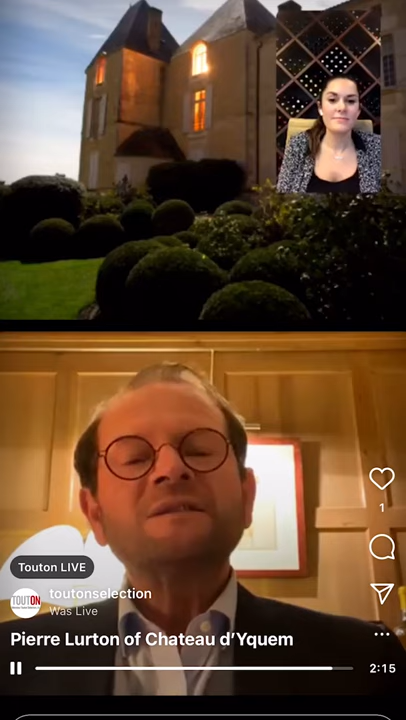 1
Touton LIVE
TOUTON
toutonselection
Was Live
Pierre Lurton of Chateau d'Yquem
2:15